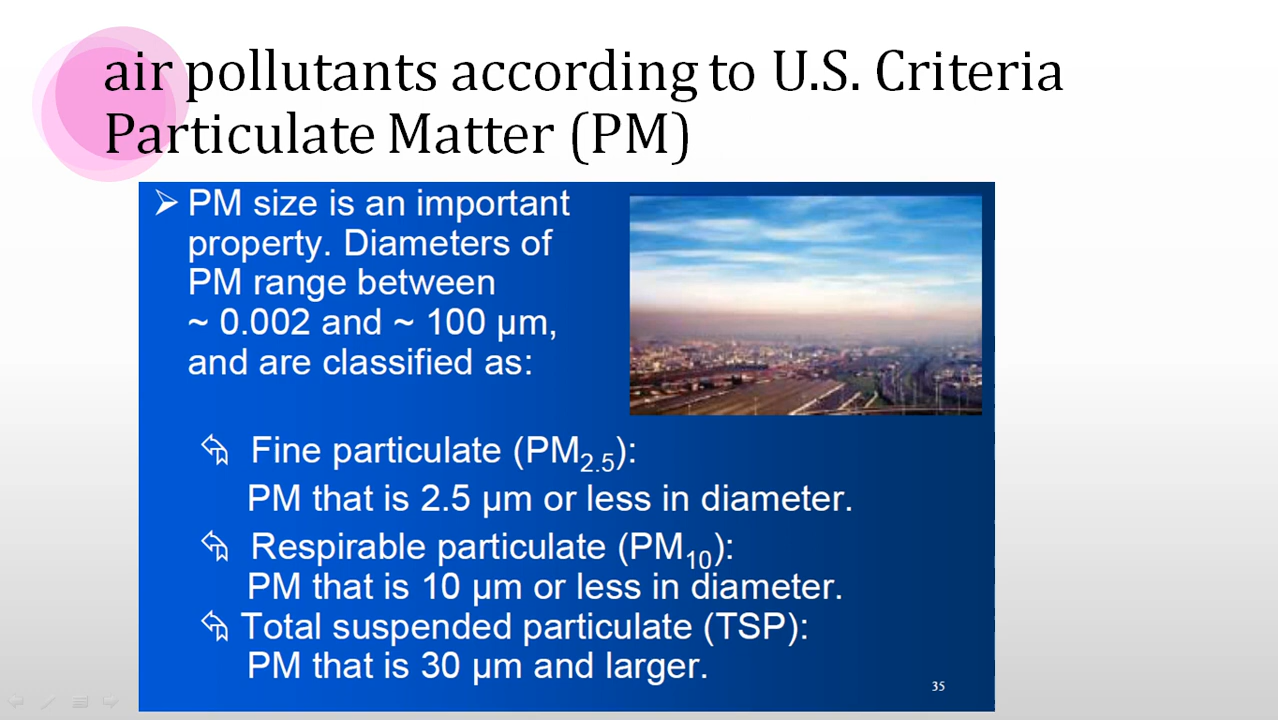 air pollutants according to U.S. Criteria
Particulate Matter (PM)
➢ PM size is an important
property. Diameters of
PM range between
~ 0.002 and ~ 100 µm,
and are classified as:
Fine particulate (PM2.5):
PM that is 2.5 µm or less in diameter.
Respirable particulate (PM10):
PM that is 10 µm or less in diameter.
Total suspended particulate (TSP):
PM that is 30 µm and larger.
35